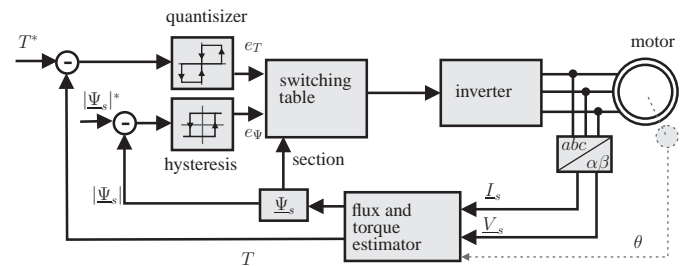 quantisizer
motor
T*
e_T
switching
table
inverter
|Ψ_s|*
e_Ψ
hysteresis
section
abc
αβ
|Ψ_s|
Ψ_s
flux and
torque
estimator
I_s
V_s
T
θ